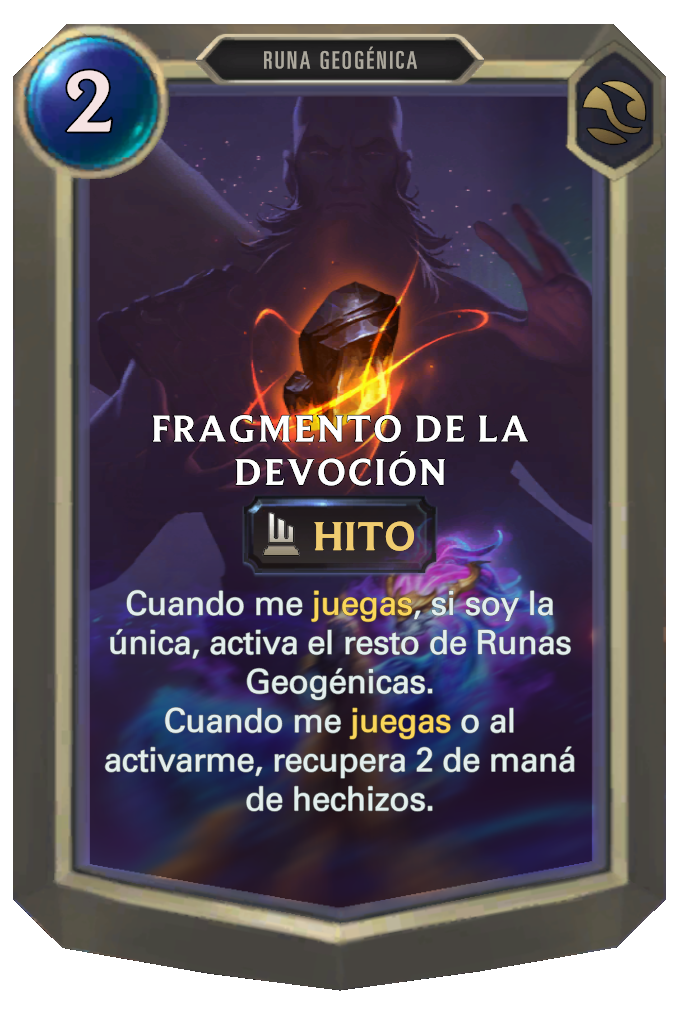 RUNA GEOGÉNICA
2
FRAGMENTO DE LA
DEVOCIÓN
HITO
Cuando me juegas, si soy la
única, activa el resto de Runas
Geogénicas.
Cuando me juegas o al
activarme, recupera 2 de maná
de hechizos.